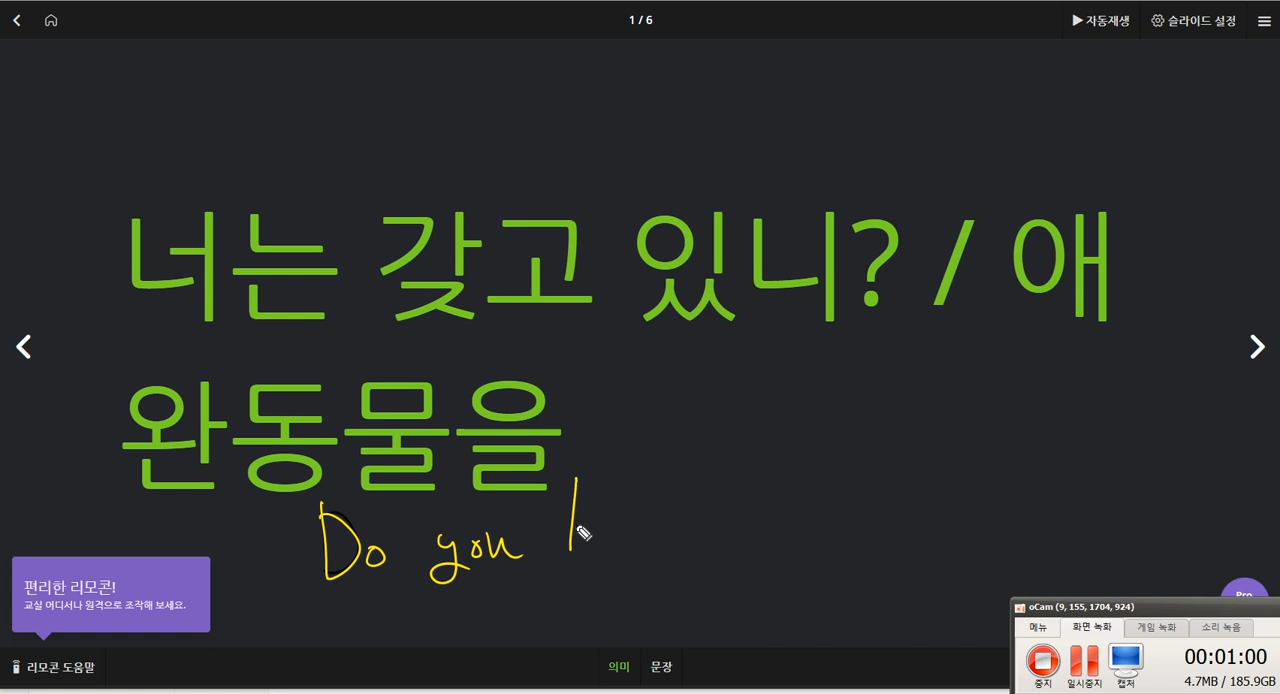 1 / 6
자동재생
슬라이드 설정
너는 갖고 있니? / 애
완동물을
Do you
편리한 리모콘!
교실 어디서나 원격으로 조작해 보세요.
Pro
리모콘 도움말
의미
문장
oCam (9, 155, 1704, 924)
메뉴
화면 녹화
게임 녹화
소리 녹음
중지
일시중지
캡처
00:01:00
4.7MB / 185.9GB